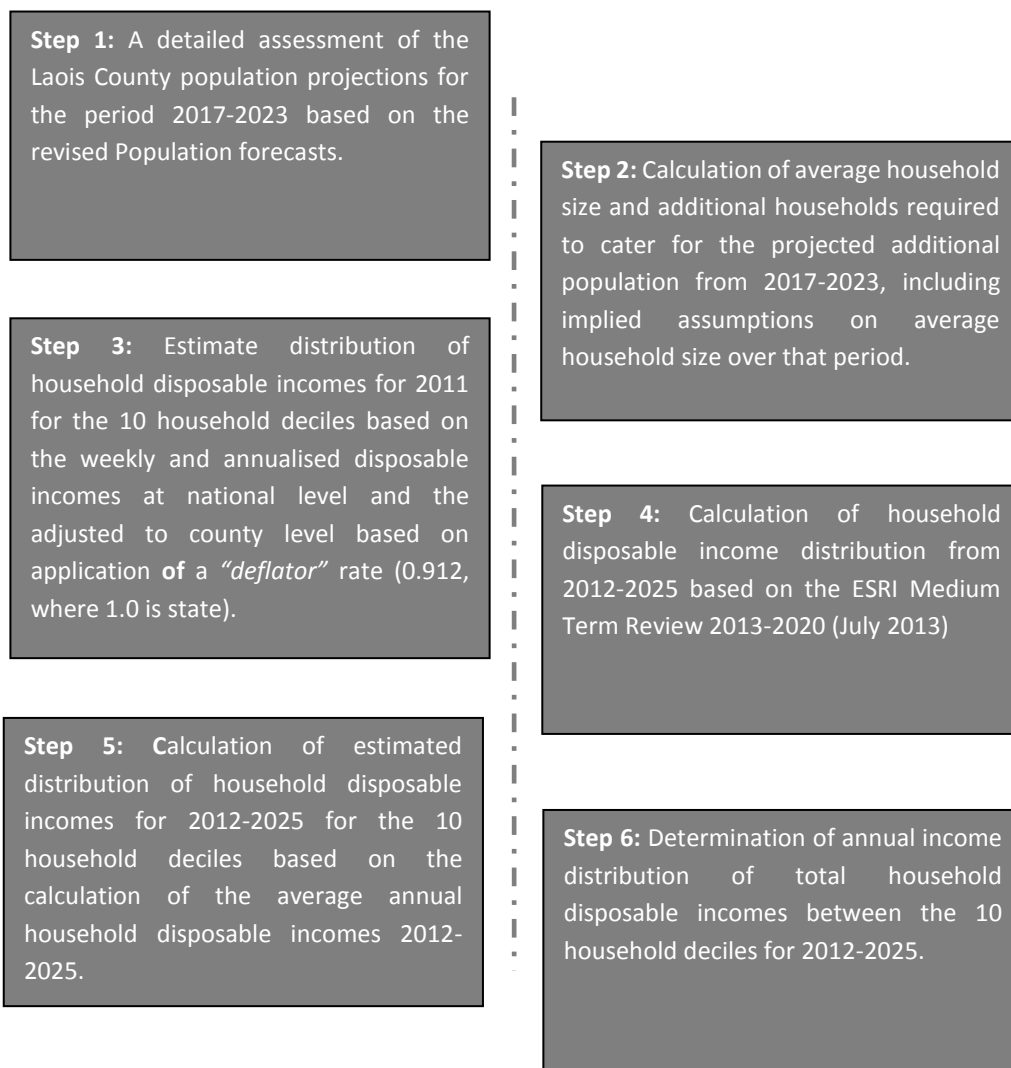 Step 1: A detailed assessment of the
Laois County population projections for
the period 2017-2023 based on the
revised Population forecasts.
Step 2: Calculation of average household
size and additional households required
to cater for the projected additional
population from 2017-2023, including
implied assumptions on average
household size over that period.
Step 3: Estimate distribution of
household disposable incomes for 2011
for the 10 household deciles based on
the weekly and annualised disposable
incomes at national level and the
adjusted to county level based on
application of a “deflator” rate (0.912,
where 1.0 is state).
Step 4: Calculation of household
disposable income distribution from
2012-2025 based on the ESRI Medium
Term Review 2013-2020 (July 2013)
Step 5: Calculation of estimated
distribution of household disposable
incomes for 2012-2025 for the 10
household deciles based on the
calculation of the average annual
household disposable incomes 2012-
2025.
Step 6: Determination of annual income
distribution of total household
disposable incomes between the 10
household deciles for 2012-2025.